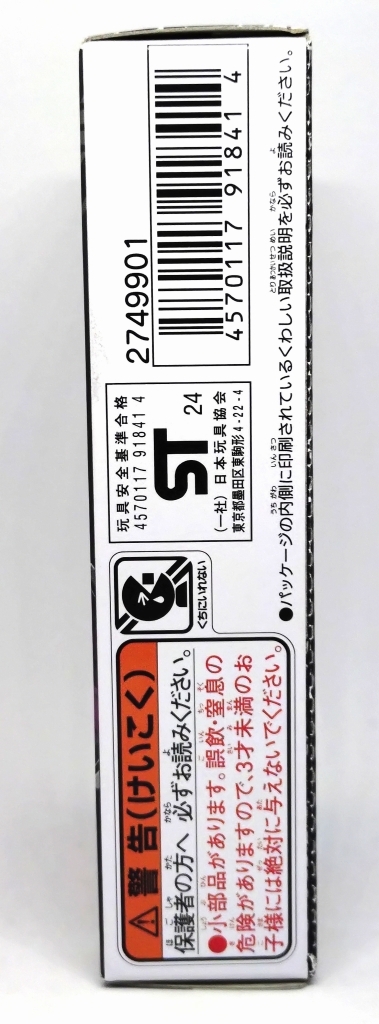 ⚠警告(けいこく)
保護者の方へ 必ずお読みください。
●小部品があります。誤飲・窒息の
危険がありますので、3才未満のお
子様には絶対に与えないでください。
くちにいれない
玩具安全基準合格
4570117 918414
ST 24
(一社)日本玩具協会
東京都墨田区東駒形4-22-4
2749901
4 570117 918414
●パッケージの内側に印刷されているくわしい取扱説明を必ずお読みください。